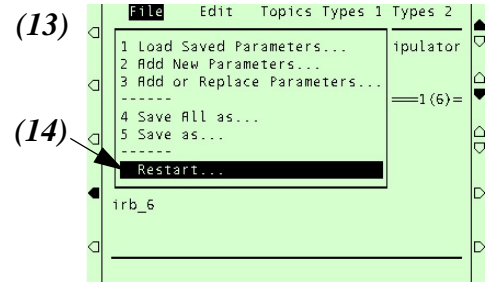 (13)
File Edit Topics Types 1 Types 2
1 Load Saved Parameters... ipulator
2 Add New Parameters...
3 Add or Replace Parameters...
------ 1(6)=
4 Save All as...
5 Save as...
------
(14)
Restart...
irb_6